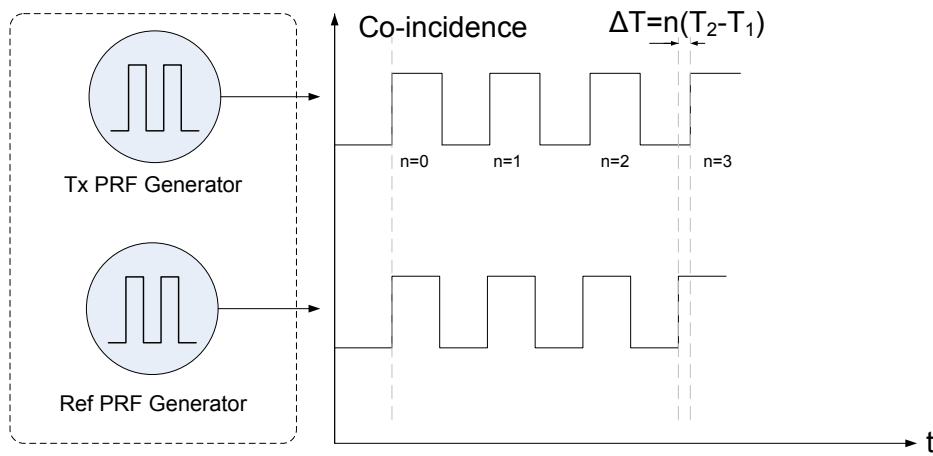 Co-incidence
ΔT=n(T₂-T₁)
n=0
n=1
n=2
n=3
Tx PRF Generator
Ref PRF Generator
t